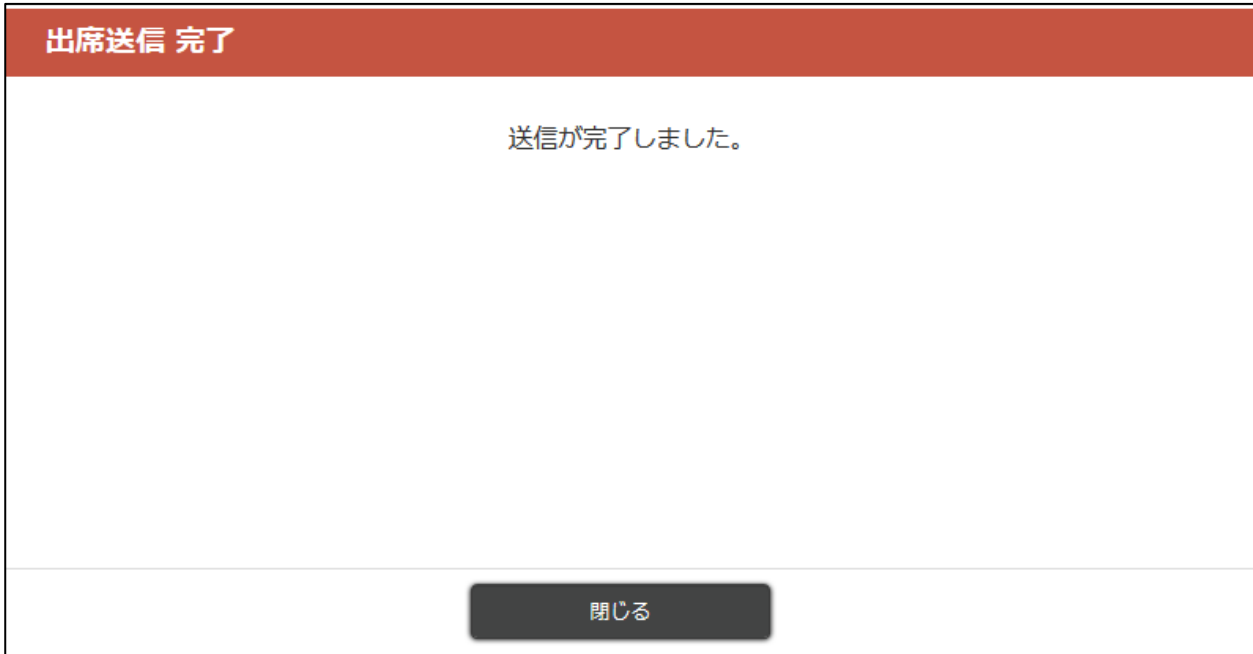 出席送信 完了
送信が完了しました。
閉じる